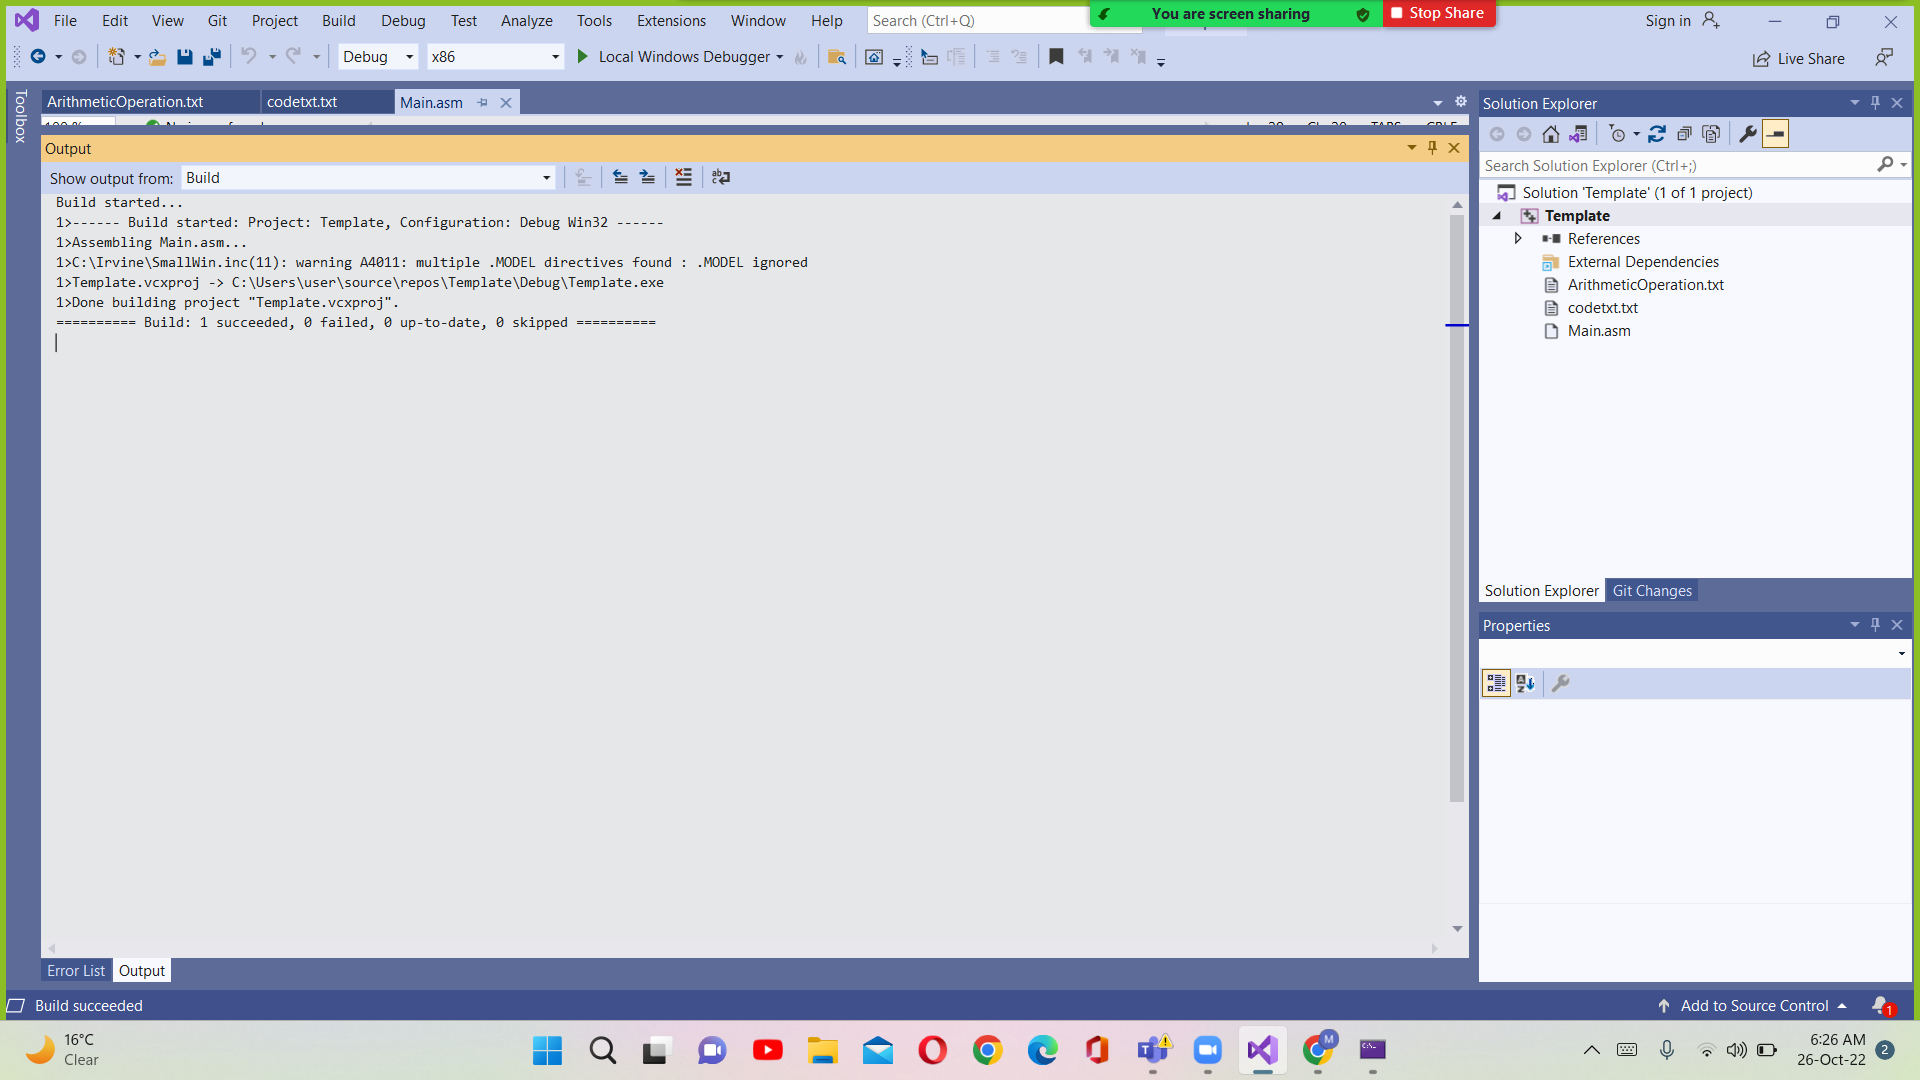 File Edit View Git Project Build Debug Test Analyze Tools Extensions Window Help Search (Ctrl+Q) You are screen sharing Stop Share Sign in
Debug x86 Local Windows Debugger Live Share
Toolbox
ArithmeticOperation.txt codetxt.txt Main.asm
Output
Show output from: Build
Build started...
1>------ Build started: Project: Template, Configuration: Debug Win32 ------
1>Assembling Main.asm...
1>C:\Irvine\SmallWin.inc(11): warning A4011: multiple .MODEL directives found : .MODEL ignored
1>Template.vcxproj -> C:\Users\user\source\repos\Template\Debug\Template.exe
1>Done building project "Template.vcxproj".
========== Build: 1 succeeded, 0 failed, 0 up-to-date, 0 skipped ==========
Error List Output
Solution Explorer
Search Solution Explorer (Ctrl+;)
Solution 'Template' (1 of 1 project)
Template
References
External Dependencies
ArithmeticOperation.txt
codetxt.txt
Main.asm
Solution Explorer Git Changes
Properties
Build succeeded Add to Source Control 1
16°C
Clear
M
6:26 AM
26-Oct-22 2